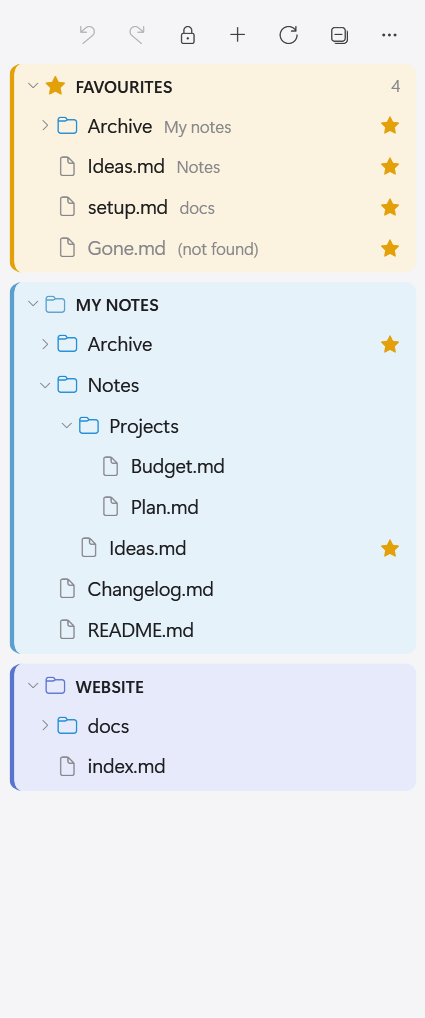 FAVOURITES 4
Archive My notes
Ideas.md Notes
setup.md docs
Gone.md (not found)
MY NOTES
Archive
Notes
Projects
Budget.md
Plan.md
Ideas.md
Changelog.md
README.md
WEBSITE
docs
index.md